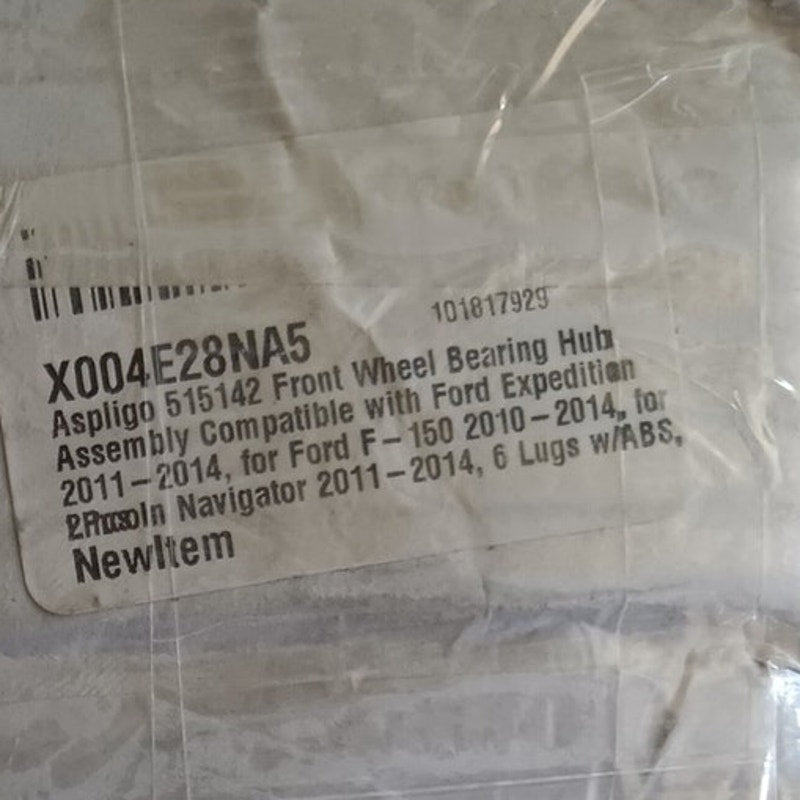 101817929
X004E28NA5
Aspligo 515142 Front Wheel Bearing Hub
Assembly Compatible with Ford Expedition
2011-2014, for Ford F-150 2010-2014, for
Navigator 2011-2014, 6 Lugs w/ABS,
NewItem